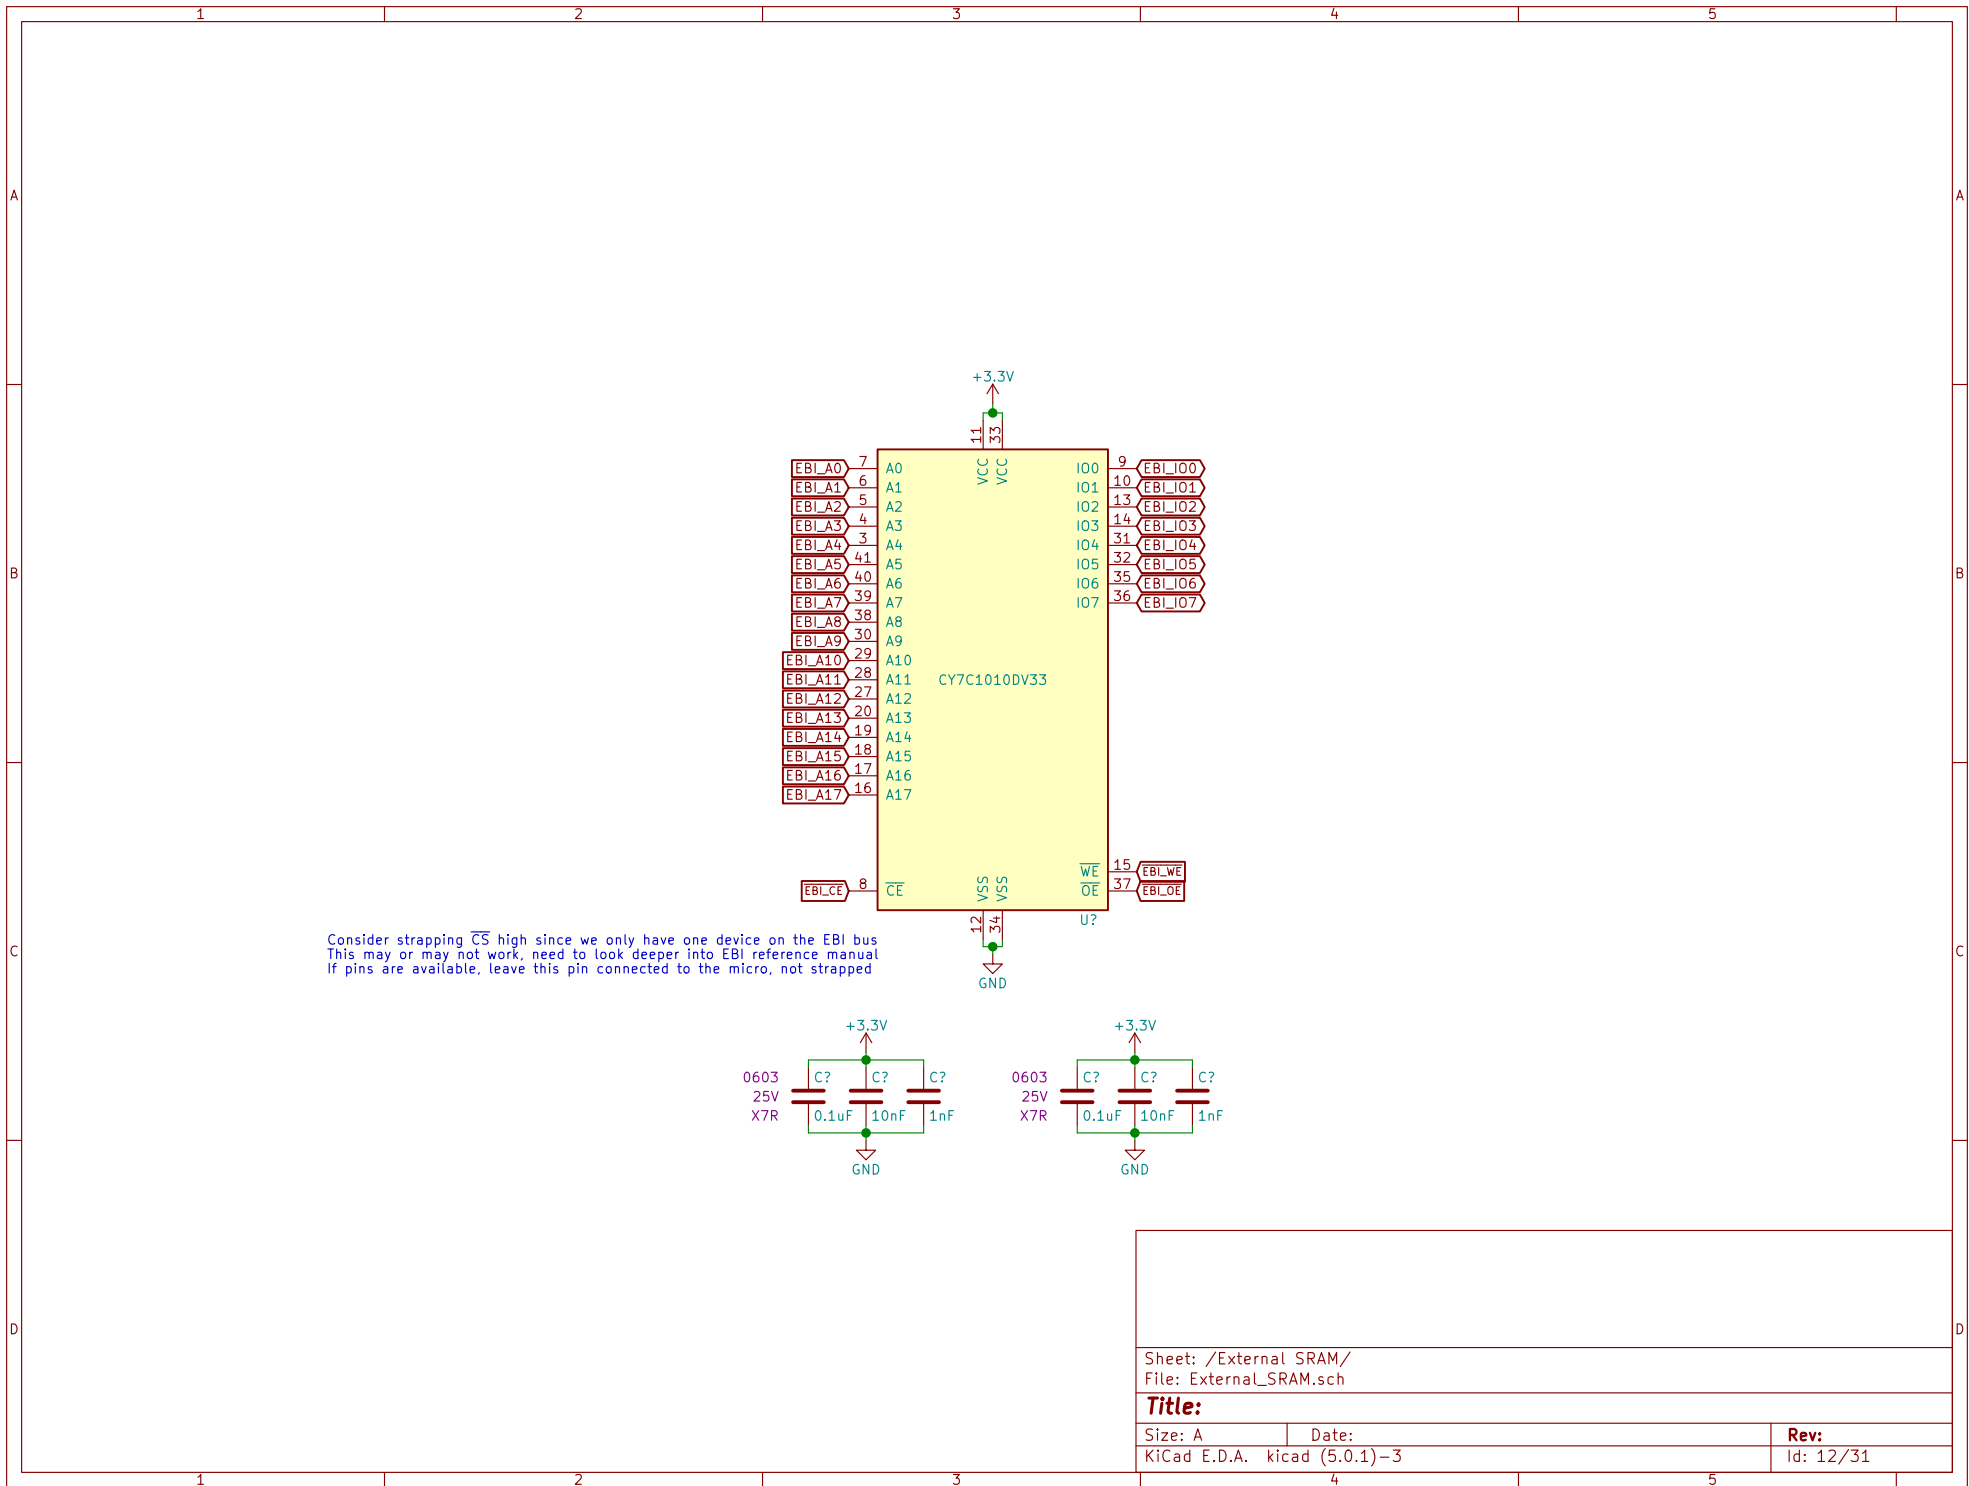 1 2 3 4 5
A A
B B
C C
D D
+3.3V
11 33
VCC VCC
EBI_A0 7 A0 IO0 9 EBI_IO0
EBI_A1 6 A1 IO1 10 EBI_IO1
EBI_A2 5 A2 IO2 13 EBI_IO2
EBI_A3 4 A3 IO3 14 EBI_IO3
EBI_A4 3 A4 IO4 31 EBI_IO4
EBI_A5 41 A5 IO5 32 EBI_IO5
EBI_A6 40 A6 IO6 35 EBI_IO6
EBI_A7 39 A7 IO7 36 EBI_IO7
EBI_A8 38 A8
EBI_A9 30 A9
EBI_A10 29 A10
EBI_A11 28 A11 CY7C1010DV33
EBI_A12 27 A12
EBI_A13 20 A13
EBI_A14 19 A14
EBI_A15 18 A15
EBI_A16 17 A16
EBI_A17 16 A17
WE 15 EBI_WE
EBI_CE 8 CE VSS VSS OE 37 EBI_OE
12 34 U?
Consider strapping CS high since we only have one device on the EBI bus
This may or may not work, need to look deeper into EBI reference manual
If pins are available, leave this pin connected to the micro, not strapped
GND
+3.3V +3.3V
0603 C? C? C? 0603 C? C? C?
25V 25V
X7R 0.1uF 10nF 1nF X7R 0.1uF 10nF 1nF
GND GND
Sheet: /External SRAM/
File: External_SRAM.sch
Title:
Size: A Date: Rev:
KiCad E.D.A. kicad (5.0.1)-3 Id: 12/31
1 2 3 4 5